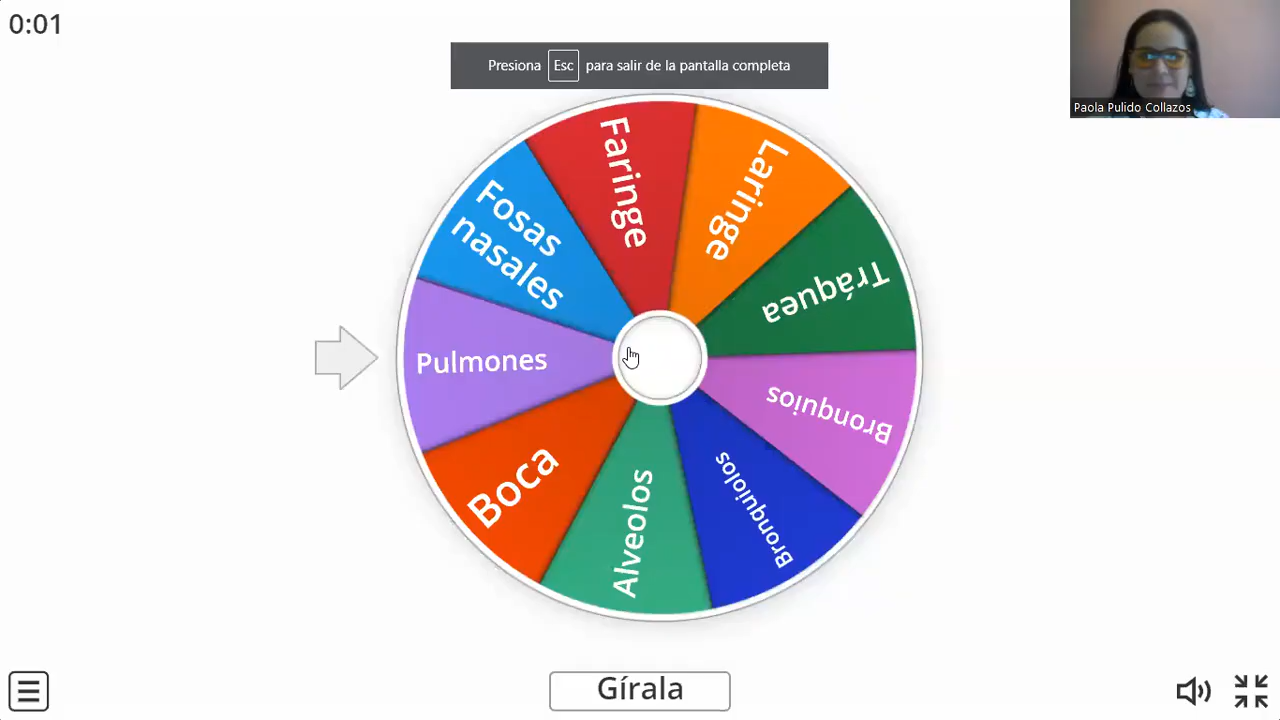 0:01
Presiona Esc para salir de la pantalla completa
Paola Pulido Collazos
Faringe
Laringe
Tráquea
Bronquios
Bronquiolos
Alveolos
Boca
Pulmones
Fosas
nasales
Gírala